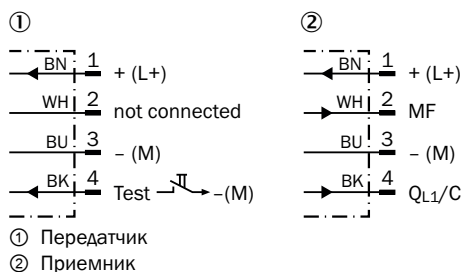 ① ②
BN 1 + (L+) BN 1 + (L+)
WH 2 not connected WH 2 MF
BU 3 – (M) BU 3 – (M)
BK 4 Test –(M) BK 4 QL1/C
① Передатчик
② Приемник